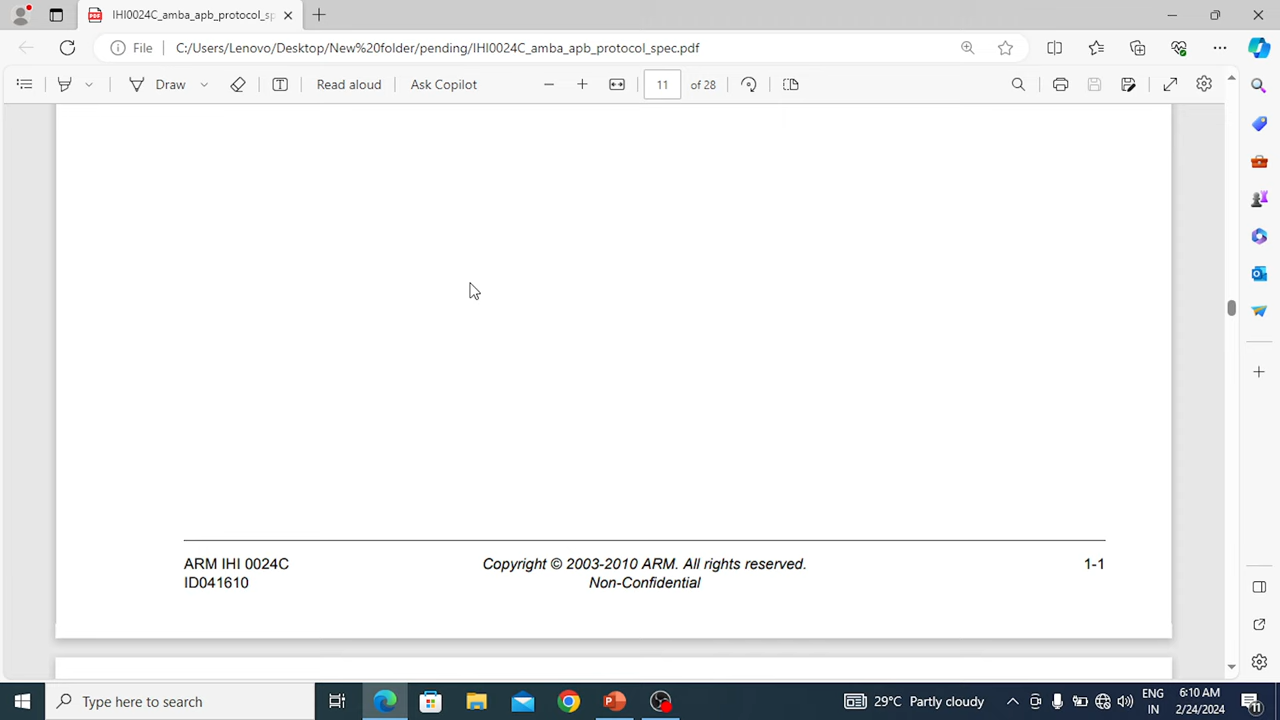 IHI0024C_amba_apb_protocol_sp
File
C:/Users/Lenovo/Desktop/New%20folder/pending/IHI0024C_amba_apb_protocol_spec.pdf
Draw
Read aloud
Ask Copilot
11
of 28
ARM IHI 0024C
Copyright © 2003-2010 ARM. All rights reserved.
1-1
ID041610
Non-Confidential
Type here to search
29°C Partly cloudy
ENG
IN
6:10 AM
2/24/2024
11